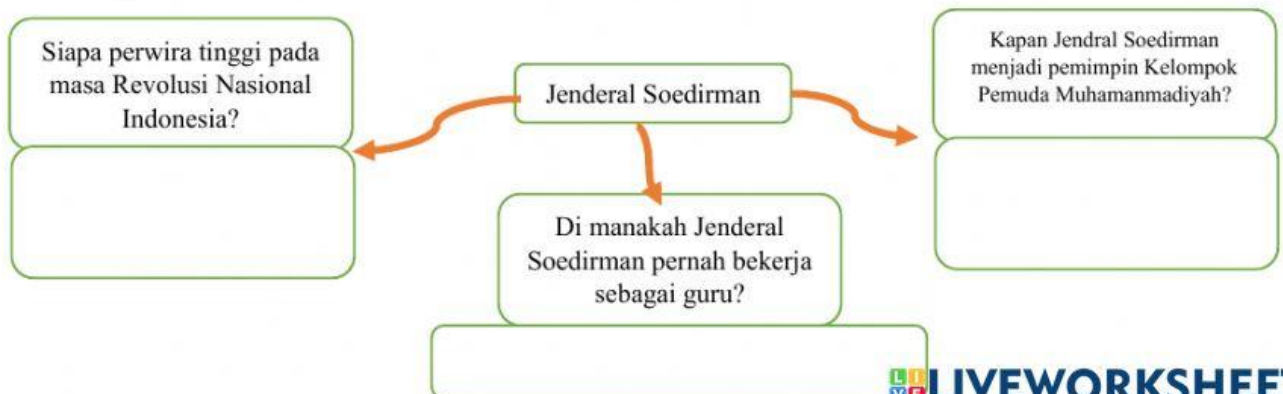 Siapa perwira tinggi pada
masa Revolusi Nasional
Indonesia?
Jenderal Soedirman
Kapan Jendral Soedirman
menjadi pemimpin Kelompok
Pemuda Muhamanmadiyah?
Di manakah Jenderal
Soedirman pernah bekerja
sebagai guru?
LIVEWORKSHEET